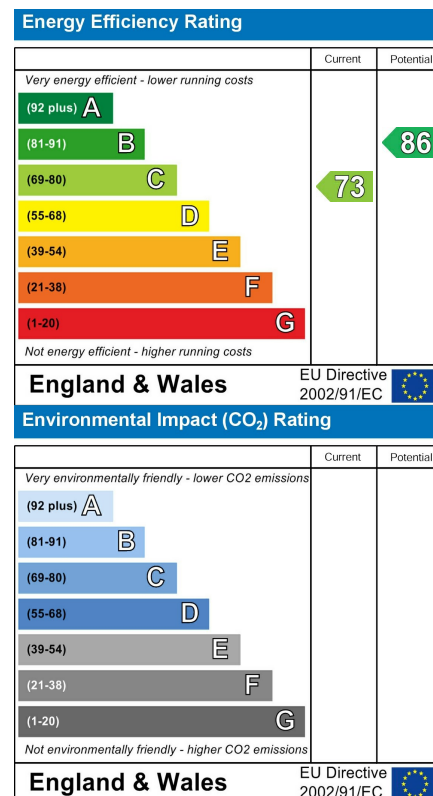 Energy Efficiency Rating
Current Potential
Very energy efficient - lower running costs
(92 plus) A
(81-91) B
86
(69-80) C
73
(55-68) D
(39-54) E
(21-38) F
(1-20) G
Not energy efficient - higher running costs
England & Wales
EU Directive
2002/91/EC
Environmental Impact (CO₂) Rating
Current Potential
Very environmentally friendly - lower CO2 emissions
(92 plus) A
(81-91) B
(69-80) C
(55-68) D
(39-54) E
(21-38) F
(1-20) G
Not environmentally friendly - higher CO2 emissions
England & Wales
EU Directive
2002/91/EC